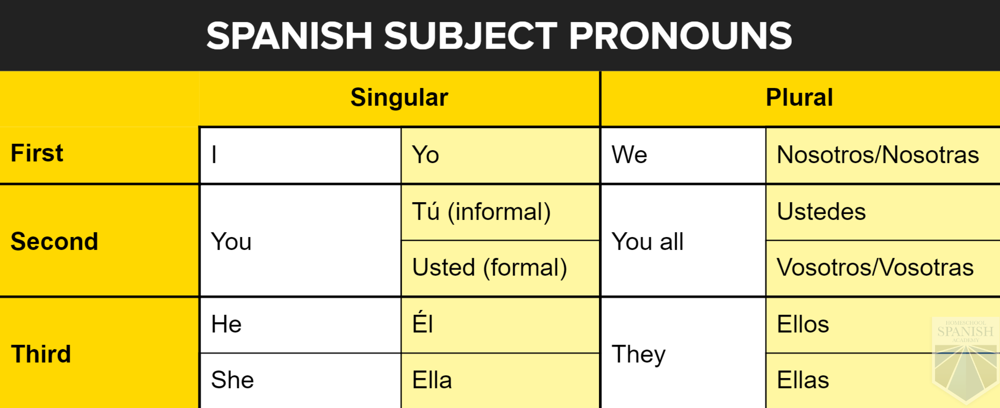 SPANISH SUBJECT PRONOUNS
Singular Plural
First I Yo We Nosotros/Nosotras
Second You Tú (informal) You all Ustedes
Usted (formal) Vosotros/Vosotras
Third He Él They Ellos
She Ella Ellas
HOMESCHOOL
SPANISH
ACADEMY